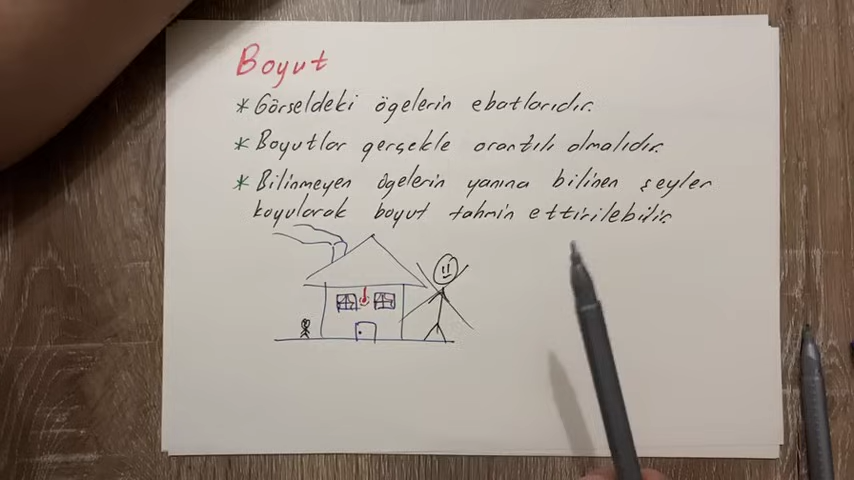 Boyut
* Görseldeki ögelerin ebatlarıdır.
* Boyutlar gerçekle orantılı olmalıdır.
* Bilinmeyen ögelerin yanına bilinen şeyler
koyularak boyut tahmin ettirilebilir.